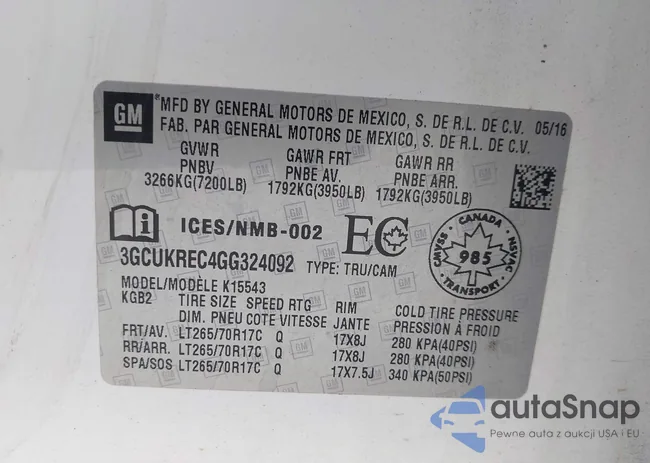 GM *MFD BY GENERAL MOTORS DE MEXICO, S. DE R.L. DE C.V. 05/16
FAB. PAR GENERAL MOTORS DE MEXICO, S. DE R.L. DE C.V.
GVWR GAWR FRT GAWR RR
PNBV PNBE AV. PNBE ARR.
3266KG(7200LB) 1792KG(3950LB) 1792KG(3950LB)
ICES/NMB-002 EC
CANADA
CMVSS 985 NSVAC
TRANSPORT
3GCUKREC4GG324092 TYPE: TRU/CAM
MODEL/MODÈLE K15543
KGB2 TIRE SIZE SPEED RTG RIM COLD TIRE PRESSURE
DIM. PNEU COTE VITESSE JANTE PRESSION À FROID
FRT/AV. LT265/70R17C Q 17X8J 280 KPA(40PSI)
RR/ARR. LT265/70R17C Q 17X8J 280 KPA(40PSI)
SPA/SOS LT265/70R17C Q 17X7.5J 340 KPA(50PSI)
autaSnap
Pewne auta z aukcji USA i EU